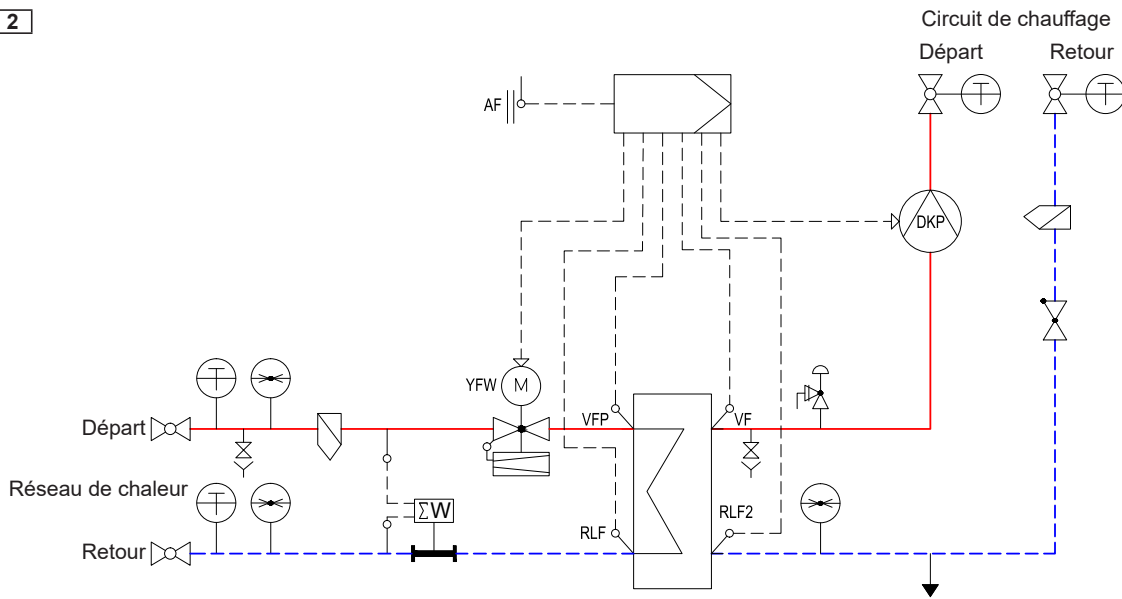 2
Circuit de chauffage
Départ
Retour
AF
DKP
T
T
YFW
M
T
Départ
VFP
VF
Réseau de chaleur
T
ΣW
RLF
RLF2
Retour